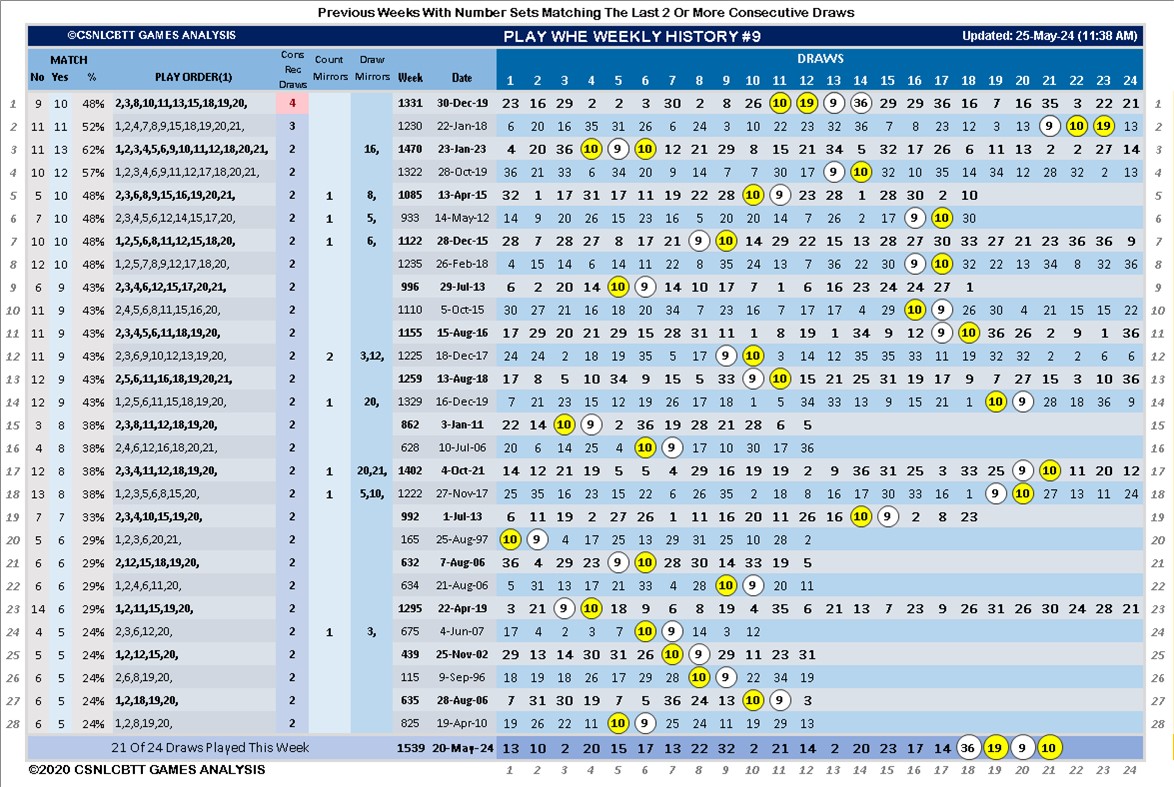 Previous Weeks With Number Sets Matching The Last 2 Or More Consecutive Draws
©CSNLCBTT GAMES ANALYSIS PLAY WHE WEEKLY HISTORY #9 Updated: 25-May-24 (11:38 AM)
MATCH Cons Count Draw DRAWS
No Yes % PLAY ORDER(1) Rec Draws Mirrors Mirrors Week Date 1 2 3 4 5 6 7 8 9 10 11 12 13 14 15 16 17 18 19 20 21 22 23 24
1 9 10 48% 2,3,8,10,11,13,15,18,19,20, 4 1331 30-Dec-19 23 16 29 2 2 3 30 2 8 26 10 19 9 36 29 29 36 16 7 16 35 3 22 21 1
2 11 11 52% 1,2,4,7,8,9,15,18,19,20,21, 3 1230 22-Jan-18 6 20 16 35 31 26 6 24 3 10 22 23 32 36 7 8 23 12 3 13 9 10 19 13 2
3 11 13 62% 1,2,3,4,5,6,9,10,11,12,18,20,21, 2 16, 1470 23-Jan-23 4 20 36 10 9 10 12 21 29 8 15 12 21 34 5 32 17 26 6 11 13 2 2 27 14 3
4 10 12 57% 1,2,3,4,6,9,11,12,17,18,20,21, 2 1322 28-Oct-19 36 21 33 6 34 20 9 14 7 7 30 17 9 10 32 10 35 14 34 12 28 32 2 13 4
5 5 10 48% 2,3,6,8,9,15,16,19,20,21, 2 1 8, 1085 13-Apr-15 32 1 17 31 17 11 19 22 28 10 9 23 28 1 28 30 2 10 5
6 7 10 48% 2,3,4,5,6,12,14,15,17,20, 2 1 5, 933 14-May-12 14 9 20 26 15 23 16 5 20 20 14 7 26 2 17 9 10 30 6
7 10 10 48% 1,2,5,6,8,11,12,15,18,20, 2 1 6, 1122 28-Dec-15 28 7 28 27 8 17 21 9 10 14 29 22 15 13 28 27 30 33 27 21 23 36 36 9 7
8 12 10 48% 1,2,5,7,8,9,12,17,18,20, 2 1235 26-Feb-18 4 15 14 6 14 11 22 8 35 24 13 7 36 22 30 9 10 32 22 13 34 8 32 36 8
9 6 9 43% 2,3,4,6,12,15,17,20,21, 2 996 29-Jul-13 6 2 20 14 10 9 14 10 17 7 1 6 16 23 24 24 27 1 9
10 11 9 43% 2,4,5,6,8,11,15,16,20, 2 1110 5-Oct-15 30 27 21 16 18 20 34 7 23 16 7 17 17 4 29 10 9 26 30 4 21 15 15 22 10
11 11 9 43% 2,3,4,5,6,11,18,19,20, 2 1155 15-Aug-16 17 29 20 21 29 15 28 31 11 1 8 19 1 34 9 12 9 10 36 26 2 9 1 36 11
12 11 9 43% 2,3,6,9,10,12,13,19,20, 2 2 3,12, 1225 18-Dec-17 24 24 2 18 19 35 5 17 9 10 3 14 12 35 35 33 11 19 32 32 2 2 6 6 12
13 12 9 43% 2,5,6,11,16,18,19,20,21, 2 1259 13-Aug-18 17 8 5 10 34 9 15 5 33 9 10 15 21 25 31 19 17 9 7 27 15 3 10 36 13
14 12 9 43% 1,2,5,6,11,15,18,19,20, 2 1 20, 1329 16-Dec-19 7 21 23 15 12 19 26 17 18 1 5 34 33 13 9 15 21 1 10 9 28 18 36 9 14
15 3 8 38% 2,3,8,11,12,18,19,20, 2 862 3-Jan-11 22 14 10 9 2 36 19 28 21 28 6 5 15
16 4 8 38% 2,4,6,12,16,18,20,21, 2 628 10-Jul-06 20 6 14 25 4 10 9 17 10 30 17 36 16
17 12 8 38% 2,3,4,11,12,18,19,20, 2 1 20,21, 1402 4-Oct-21 14 12 21 19 5 5 4 29 16 19 19 2 9 36 31 25 3 33 25 9 10 11 20 12 17
18 13 8 38% 1,2,3,5,6,8,15,20, 2 1 5,10, 1222 27-Nov-17 25 35 16 23 15 22 6 26 35 2 18 8 16 17 30 33 16 1 9 10 27 13 11 24 18
19 7 7 33% 2,3,4,10,15,19,20, 2 992 1-Jul-13 6 11 19 2 27 26 1 11 16 20 11 26 16 10 9 2 8 23 19
20 5 6 29% 1,2,3,6,20,21, 2 165 25-Aug-97 10 9 4 17 25 13 29 31 25 10 12 2 20
21 6 6 29% 2,12,15,18,19,20, 2 632 7-Aug-06 36 4 29 23 9 10 28 30 14 33 19 5 21
22 6 6 29% 1,2,4,6,11,20, 2 634 21-Aug-06 5 31 13 17 21 33 4 28 10 9 20 11 22
23 14 6 29% 1,2,11,15,19,20, 2 1295 22-Apr-19 3 21 9 10 18 9 6 8 19 4 35 6 21 13 7 23 9 26 31 26 30 24 28 21 23
24 4 5 24% 2,3,6,12,20, 2 1 3, 675 4-Jun-07 17 4 2 3 7 10 9 14 3 12 24
25 5 5 24% 1,2,12,15,20, 2 439 25-Nov-02 29 13 14 30 31 26 10 9 29 11 23 31 25
26 6 5 24% 2,6,8,19,20, 2 115 9-Sep-96 18 19 18 26 17 29 28 10 9 22 34 19 26
27 6 5 24% 1,2,18,19,20, 2 635 28-Aug-06 7 31 30 19 7 5 36 24 13 10 9 3 27
28 6 5 24% 1,2,8,19,20, 2 825 19-Apr-10 19 26 22 11 10 9 25 24 11 19 29 13 28
21 Of 24 Draws Played This Week 1539 20-May-24 13 10 2 20 15 17 13 22 32 2 21 14 2 20 23 17 14 36 19 9 10
©2020 CSNLCBTT GAMES ANALYSIS 1 2 3 4 5 6 7 8 9 10 11 12 13 14 15 16 17 18 19 20 21 22 23 24